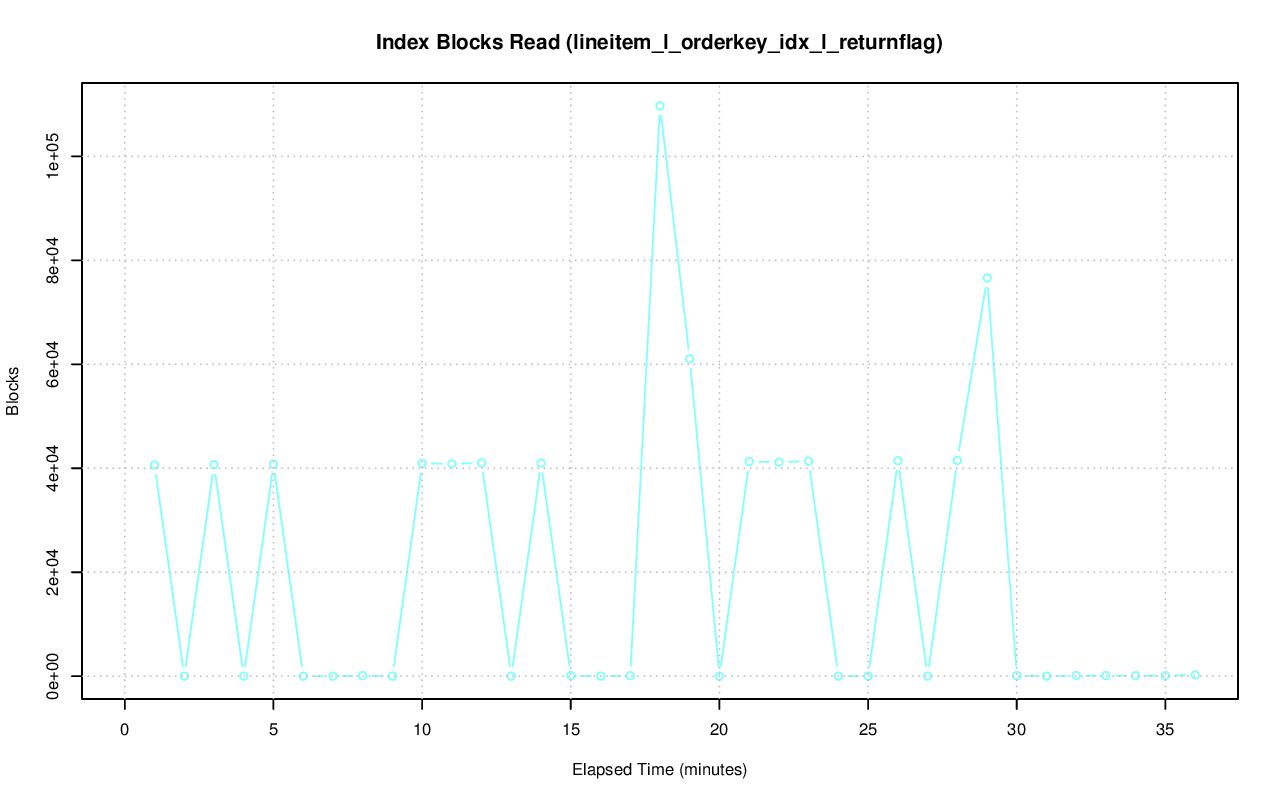 Index Blocks Read (lineitem_l_orderkey_idx_l_returnflag)
1e+05
8e+04
6e+04
4e+04
2e+04
0e+00
Blocks
0 5 10 15 20 25 30 35
Elapsed Time (minutes)